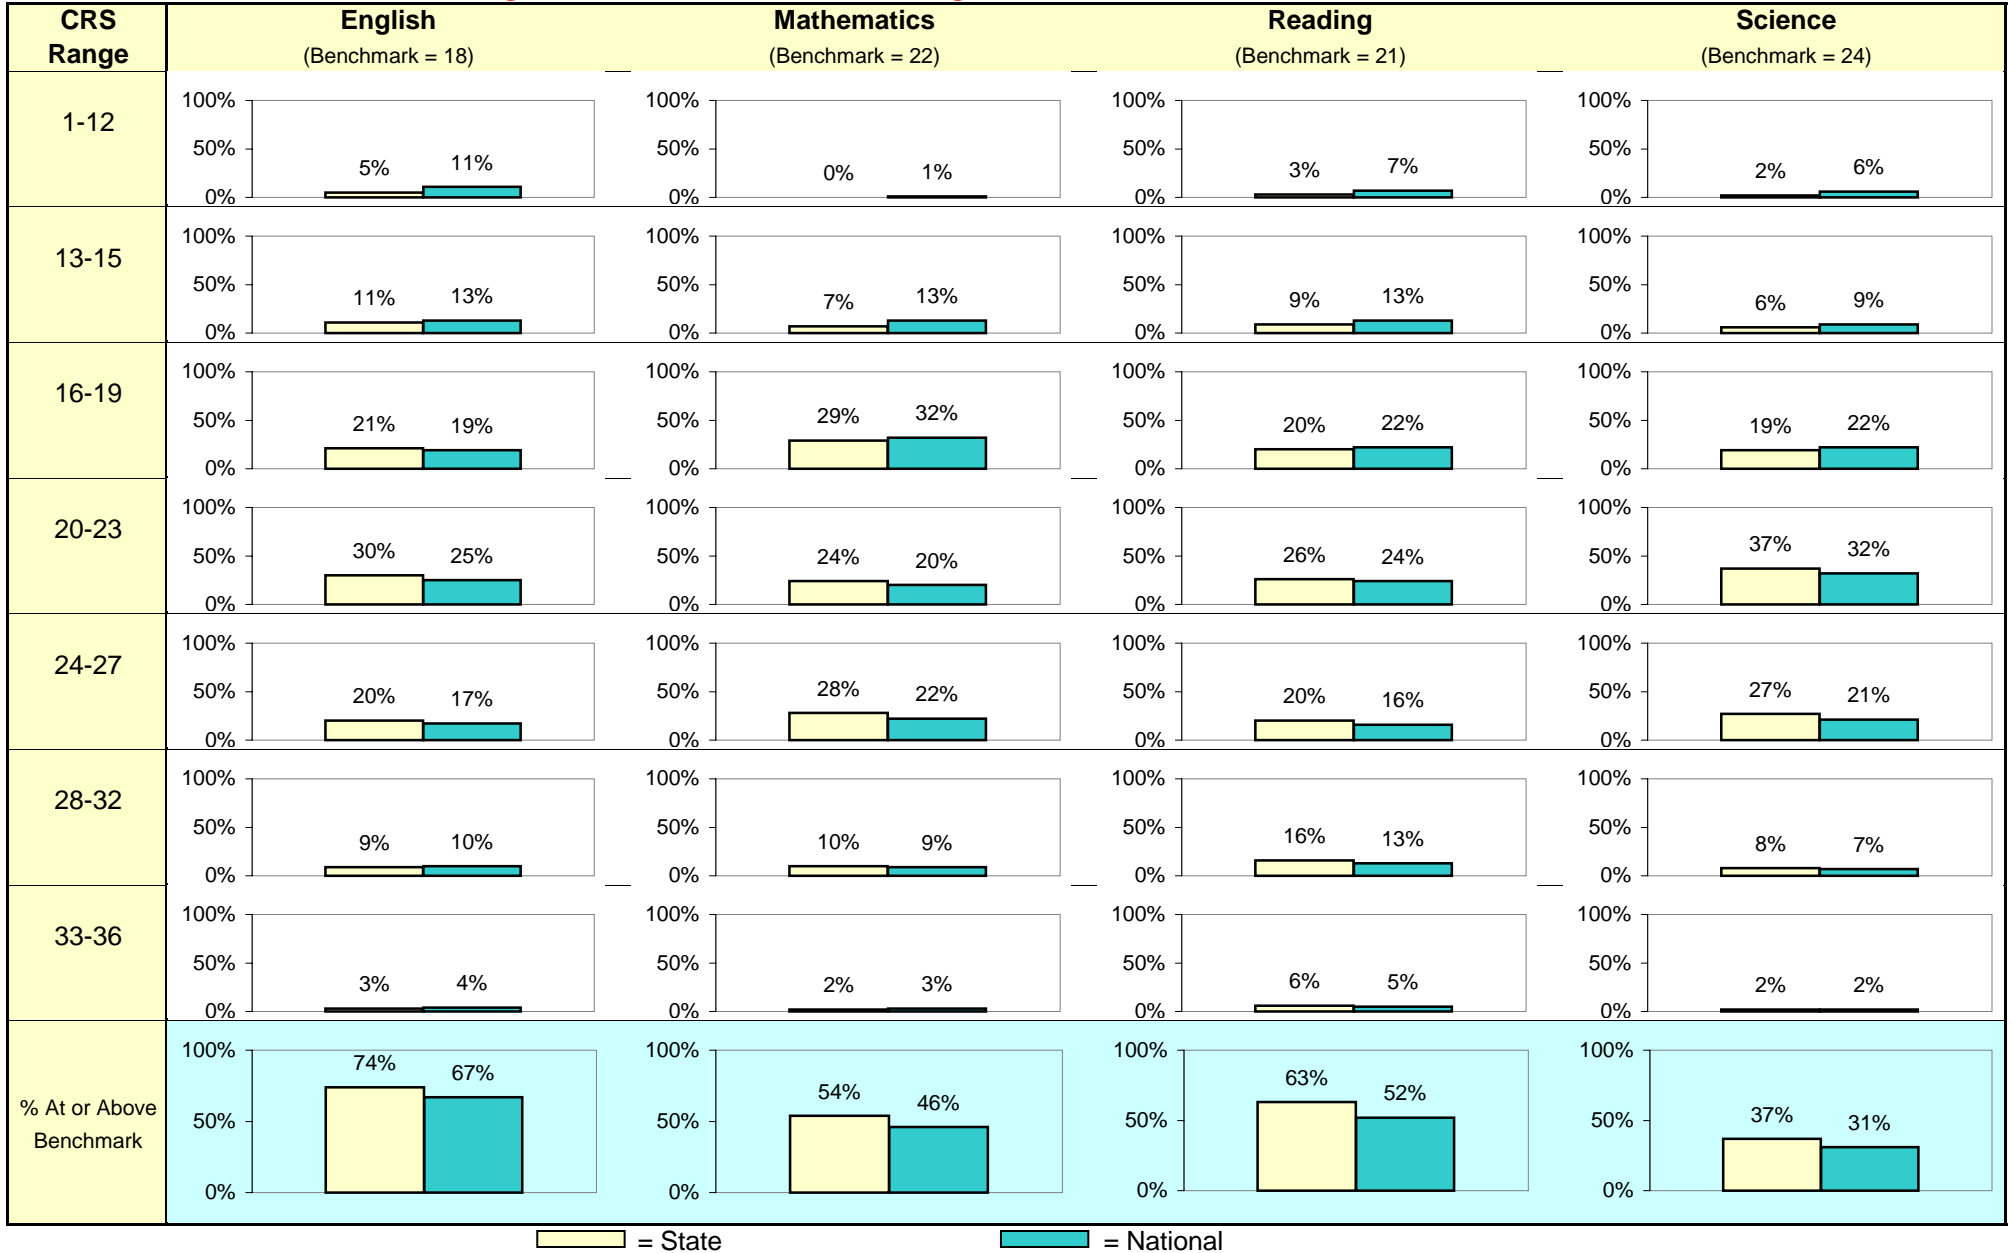 CRS Range English Mathematics Reading Science
(Benchmark = 18) (Benchmark = 22) (Benchmark = 21) (Benchmark = 24)
1-12
100% 100% 100% 100%
50% 5% 11% 50% 0% 1% 50% 3% 7% 50% 2% 6%
0% 0% 0% 0%
13-15
100% 100% 100% 100%
50% 11% 13% 50% 7% 13% 50% 9% 13% 50% 6% 9%
0% 0% 0% 0%
16-19
100% 100% 100% 100%
50% 21% 19% 50% 29% 32% 50% 20% 22% 50% 19% 22%
0% 0% 0% 0%
20-23
100% 100% 100% 100%
50% 30% 25% 50% 24% 20% 50% 26% 24% 50% 37% 32%
0% 0% 0% 0%
24-27
100% 100% 100% 100%
50% 20% 17% 50% 28% 22% 50% 20% 16% 50% 27% 21%
0% 0% 0% 0%
28-32
100% 100% 100% 100%
50% 9% 10% 50% 10% 9% 50% 16% 13% 50% 8% 7%
0% 0% 0% 0%
33-36
100% 100% 100% 100%
50% 3% 4% 50% 2% 3% 50% 6% 5% 50% 2% 2%
0% 0% 0% 0%
% At or Above
Benchmark
100% 74% 67% 100% 54% 46% 100% 63% 52% 100% 37% 31%
50% 50% 50% 50%
0% 0% 0% 0%
= State = National